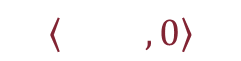 ⟨ , 0⟩